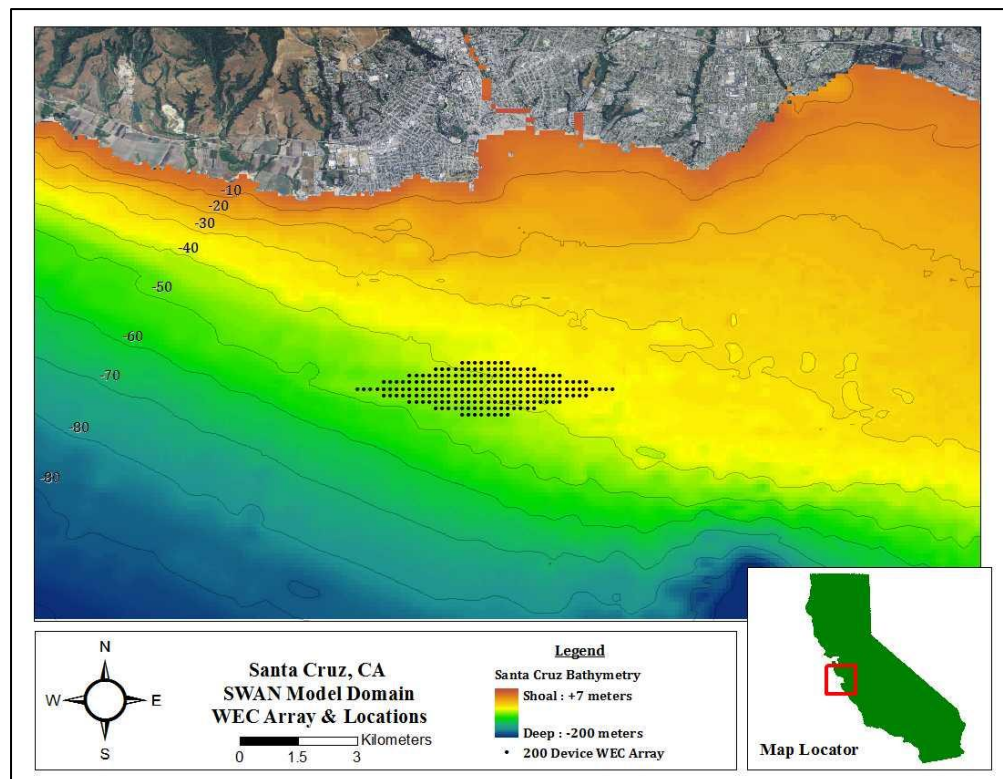 -10
-20
-30
-40
-50
-60
-70
-80
-90
N
W
E
S
Santa Cruz, CA
SWAN Model Domain
WEC Array & Locations
Kilometers
0 1.5 3
Legend
Santa Cruz Bathymetry
Shoal : +7 meters
Deep : -200 meters
200 Device WEC Array
Map Locator